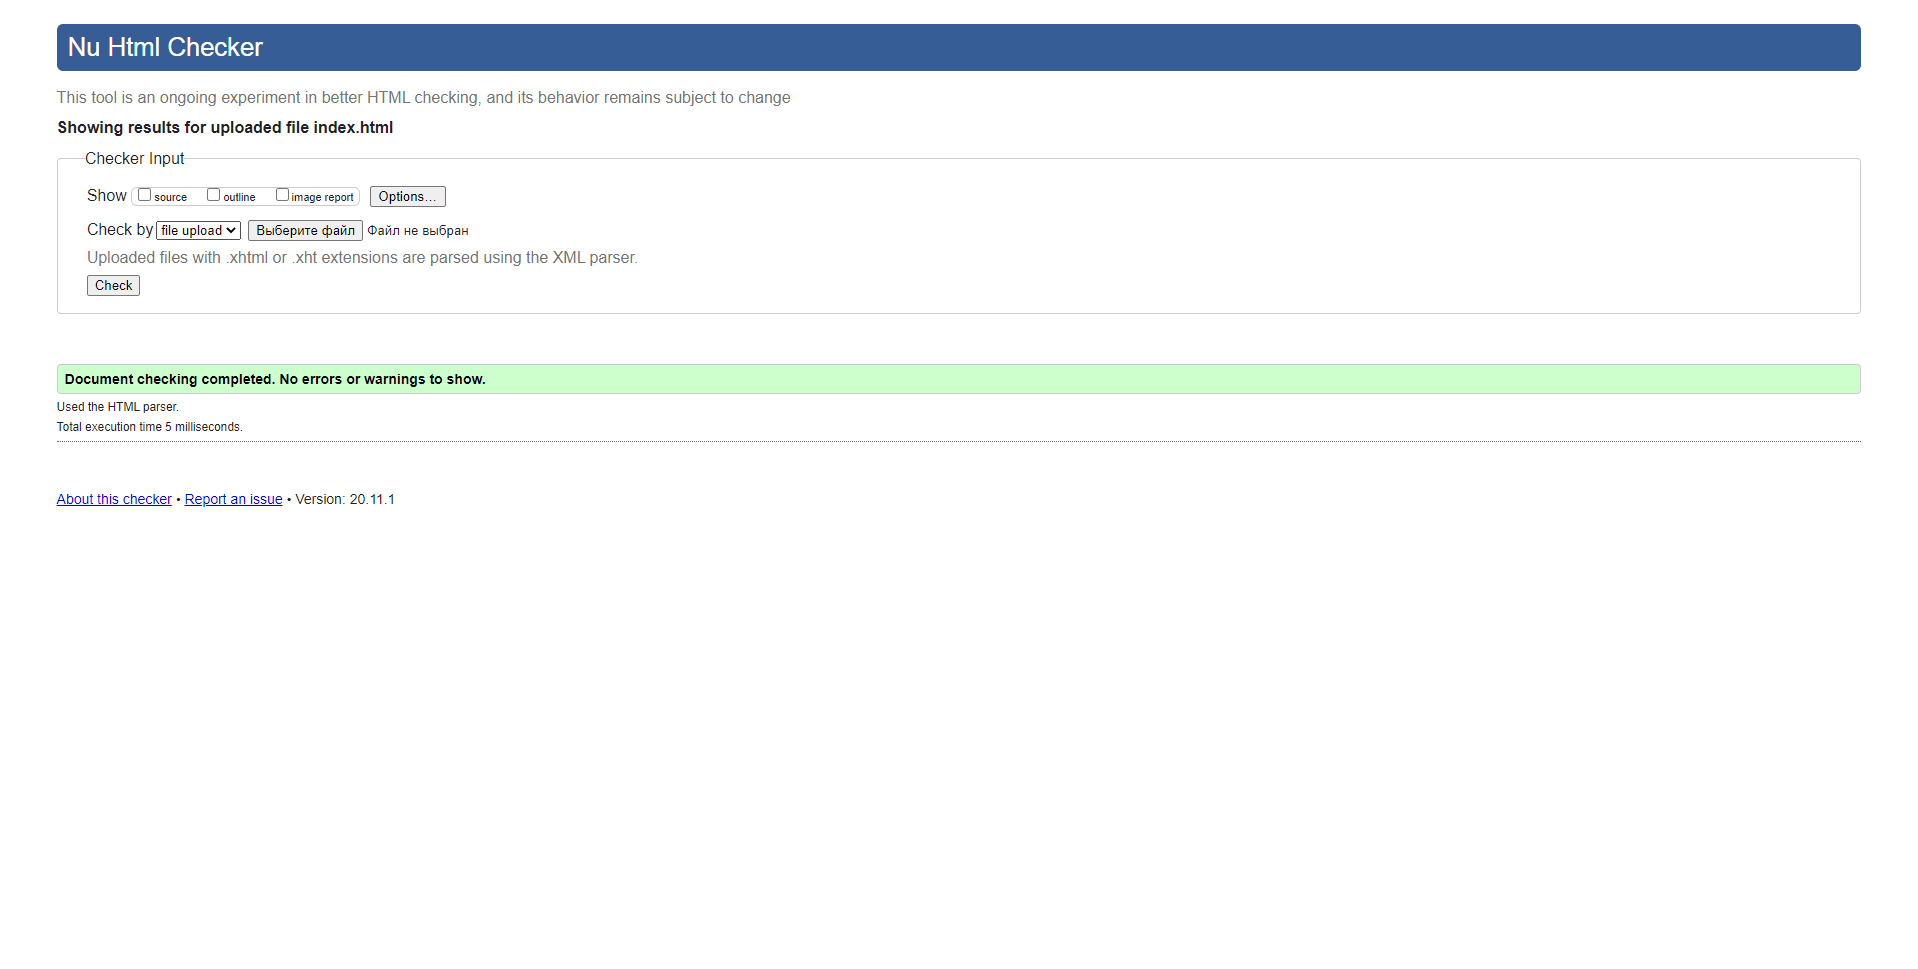 Nu Html Checker
This tool is an ongoing experiment in better HTML checking, and its behavior remains subject to change
Showing results for uploaded file index.html
Checker Input
Show source outline image report Options...
Check by file upload Выберите файл Файл не выбран
Uploaded files with .xhtml or .xht extensions are parsed using the XML parser.
Check
Document checking completed. No errors or warnings to show.
Used the HTML parser.
Total execution time 5 milliseconds.
About this checker • Report an issue • Version: 20.11.1